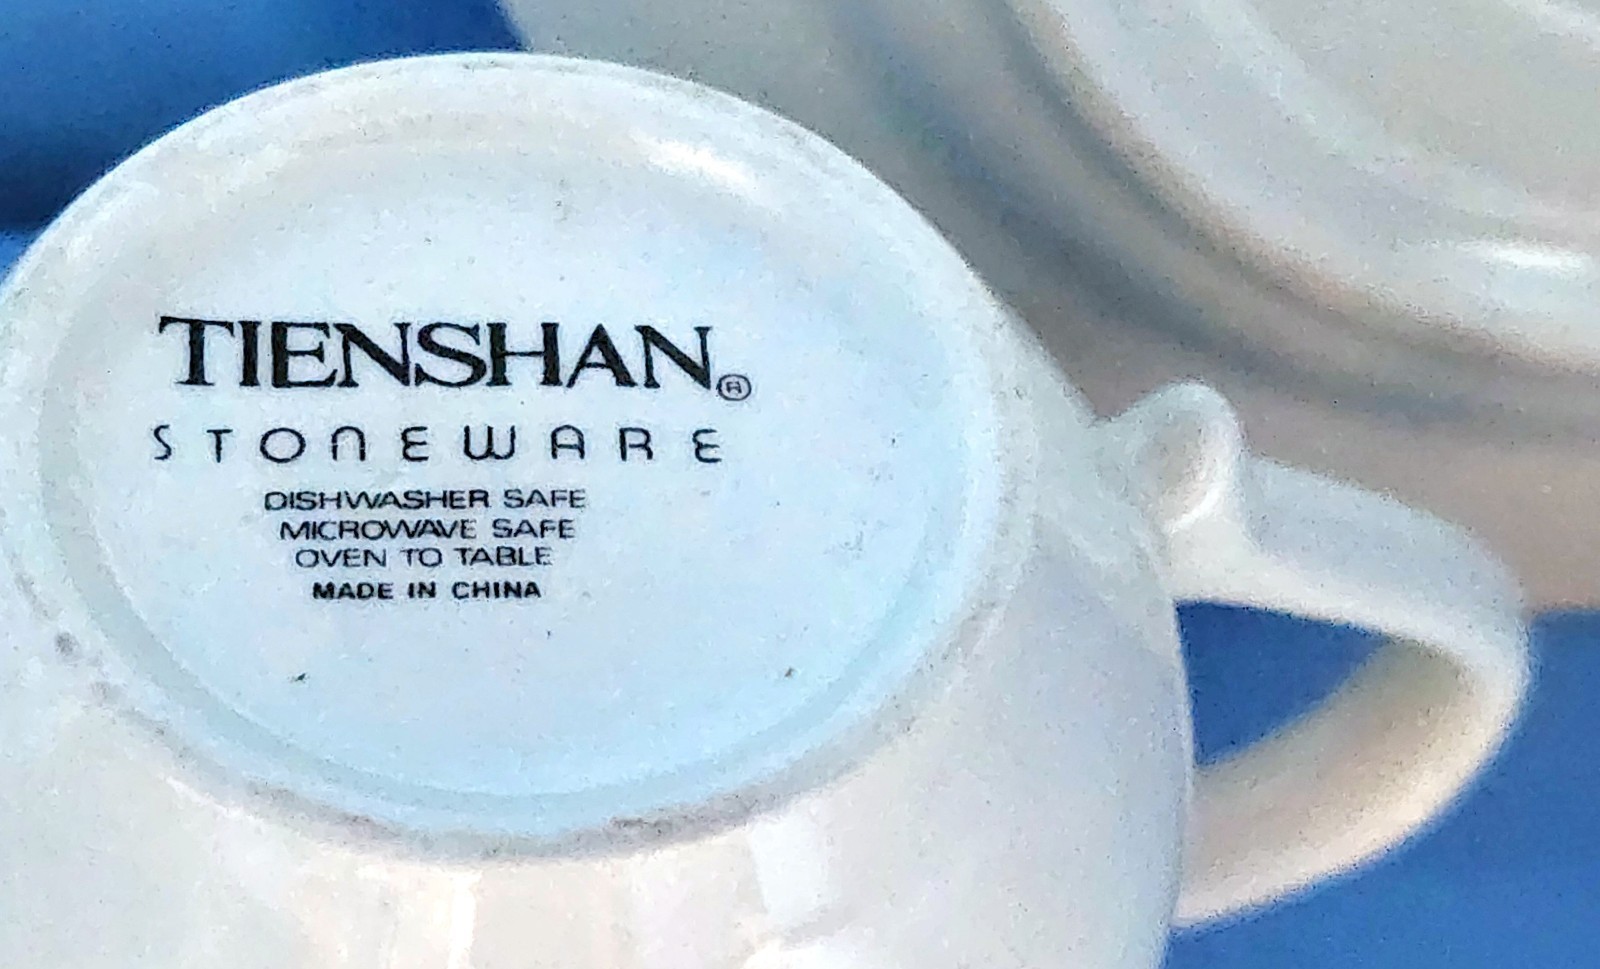 TIENSHAN®
STONEWARE
DISHWASHER SAFE
MICROWAVE SAFE
OVEN TO TABLE
MADE IN CHINA